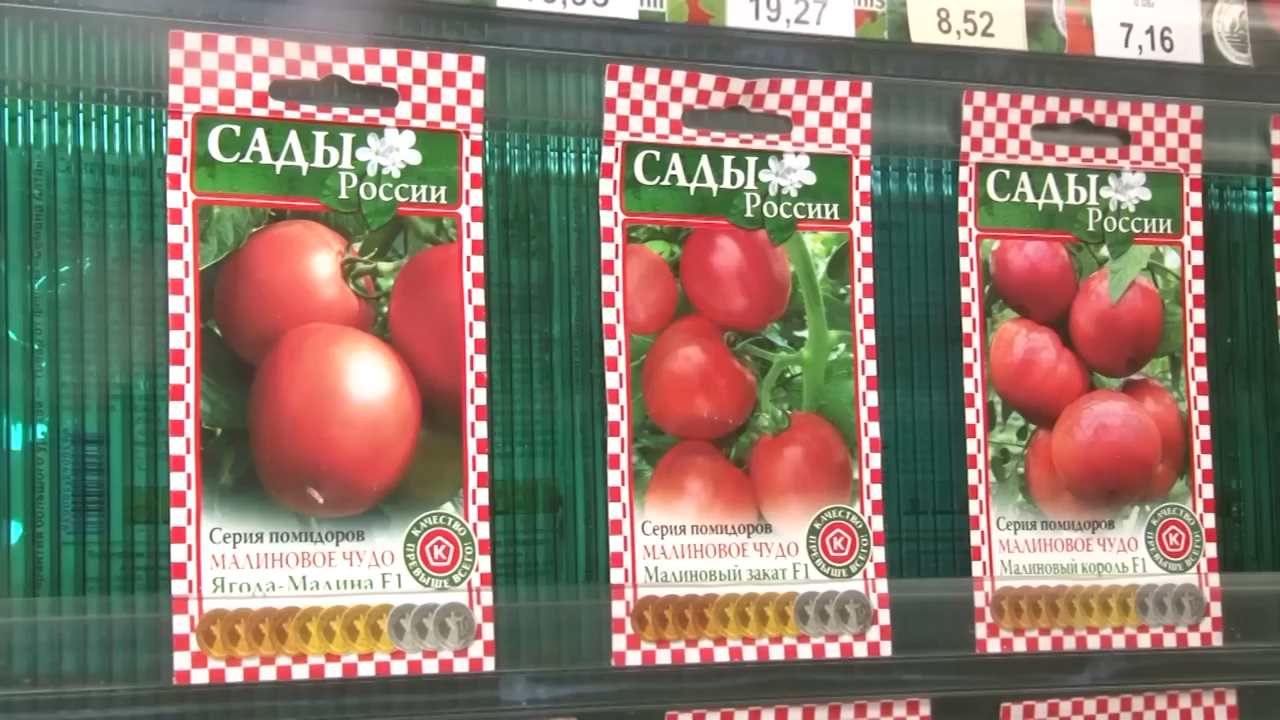 19,27
8,52
7,16
САДЫ
России
Серия помидоров
МАЛИНОВОЕ ЧУДО
Ягода-Малина F1
КАЧЕСТВО ПРЕВЫШЕ ВСЕГО!
К
САДЫ
России
Серия помидоров
МАЛИНОВОЕ ЧУДО
Малиновый закат F1
КАЧЕСТВО ПРЕВЫШЕ ВСЕГО!
К
САДЫ
России
Серия помидоров
МАЛИНОВОЕ ЧУДО
Малиновый король F1
КАЧЕСТВО ПРЕВЫШЕ ВСЕГО!
К